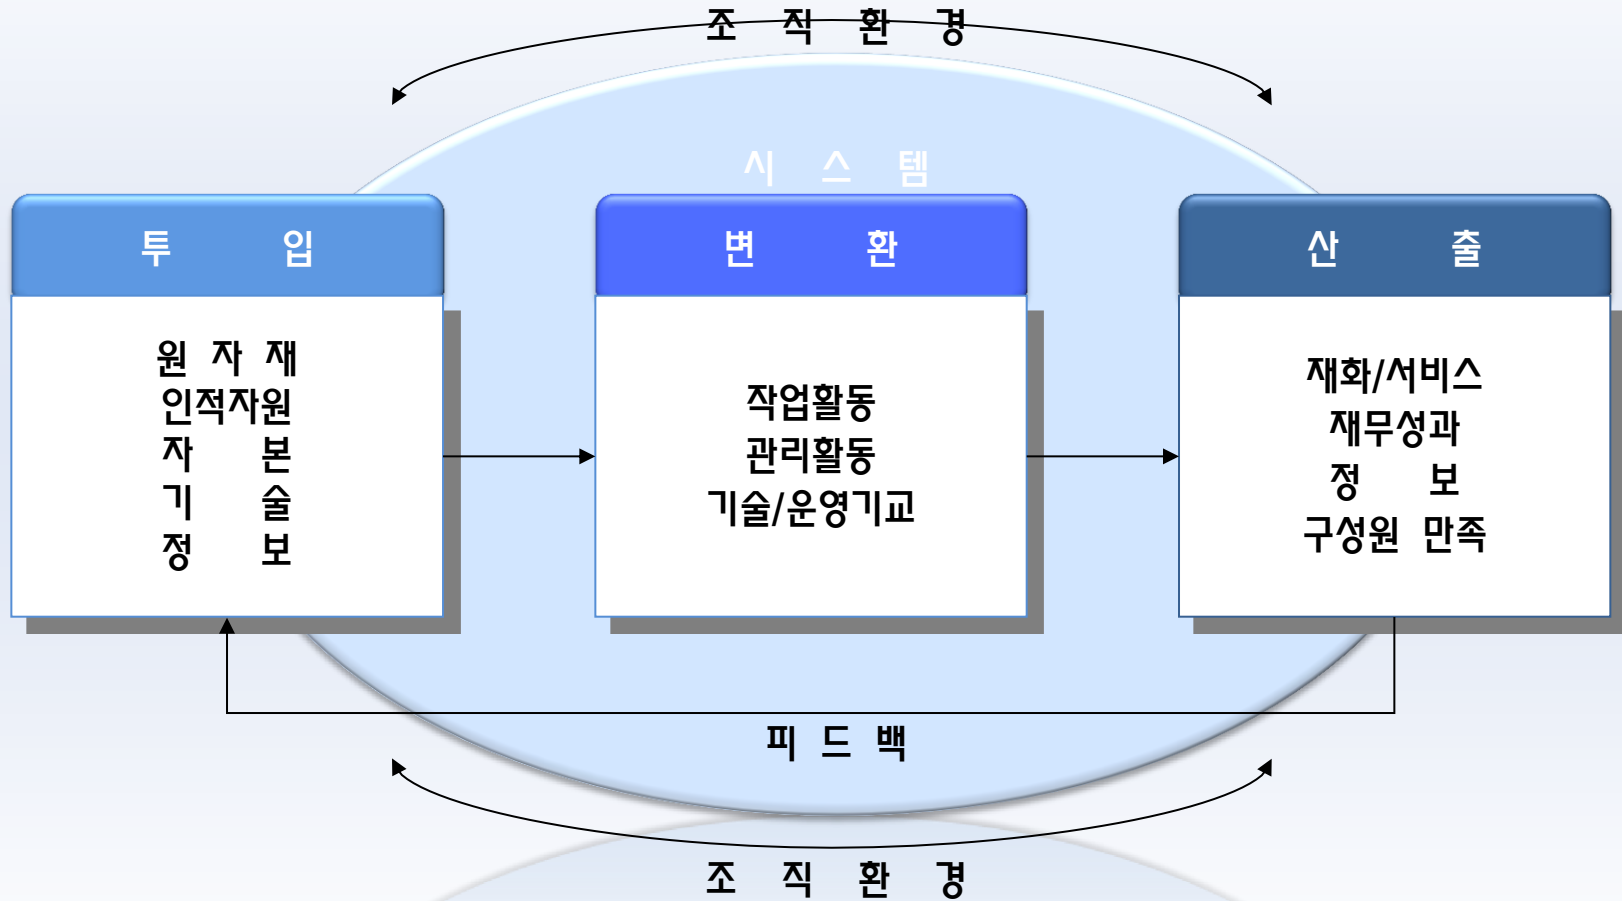 조 직 환 경
시 스 템
투 입
원 자 재
인적자원
자 본
기 술
정 보
변 환
작업활동
관리활동
기술/운영기교
산 출
재화/서비스
재무성과
정 보
구성원 만족
피 드 백
조 직 환 경